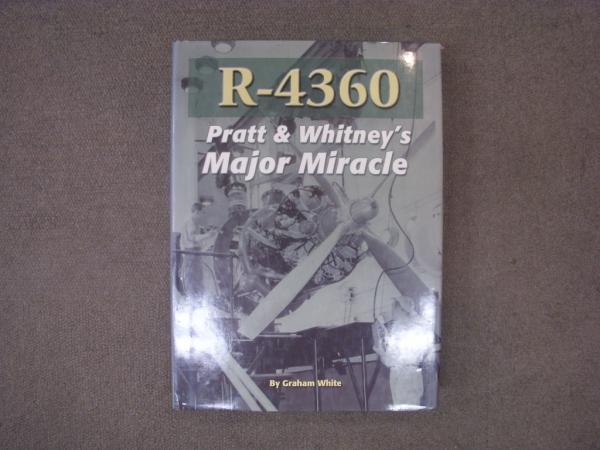 R-4360
Pratt & Whitney's
Major Miracle
By Graham White